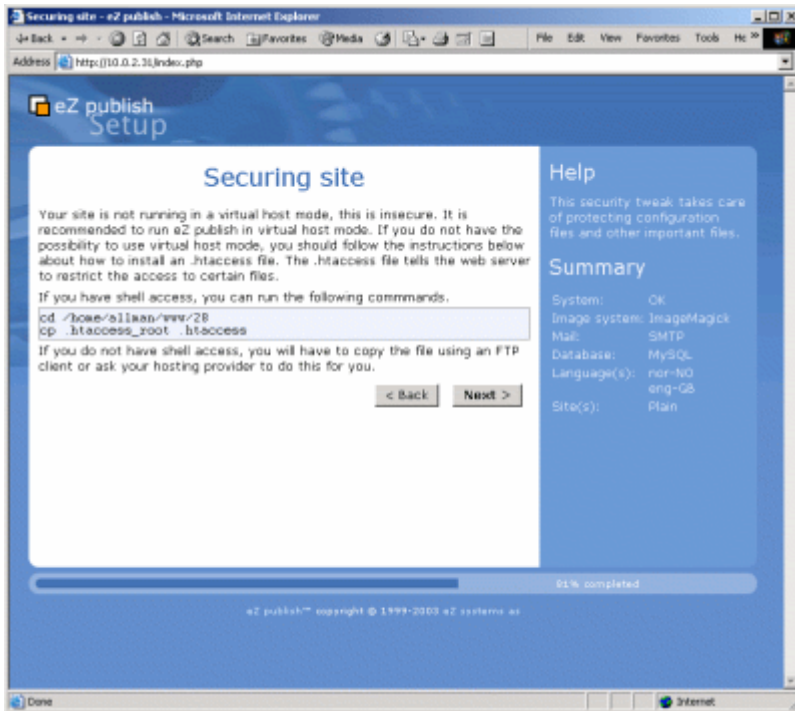 Securing site - eZ publish - Microsoft Internet Explorer
Back Search Favorites Media File Edit View Favorites Tools He »
Address http://10.0.2.31/index.php
eZ publish
Setup
Securing site
Your site is not running in a virtual host mode, this is insecure. It is
recommended to run eZ publish in virtual host mode. If you do not have the
possibility to use virtual host mode, you should follow the instructions below
about how to install an .htaccess file. The .htaccess file tells the web server
to restrict the access to certain files.
If you have shell access, you can run the following commmands.
cd /home/allman/www/28
cp .htaccess_root .htaccess
If you do not have shell access, you will have to copy the file using an FTP
client or ask your hosting provider to do this for you.
< Back Next >
Help
This security tweak takes care
of protecting configuration
files and other important files.
Summary
System: OK
Image system: ImageMagick
Mail: SMTP
Database: MySQL
Language(s): nor-NO
eng-GB
Site(s): Plain
81% completed
eZ publish™ copyright © 1999-2003 eZ systems as
Done Internet